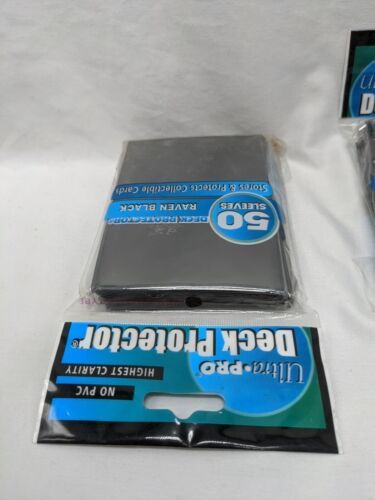 Ultra•PRO®
Deck Protector®
HIGHEST CLARITY
NO PVC
50
SLEEVES
DECK PROTECTOR®
RAVEN BLACK
Stores & Protects Collectible Cards